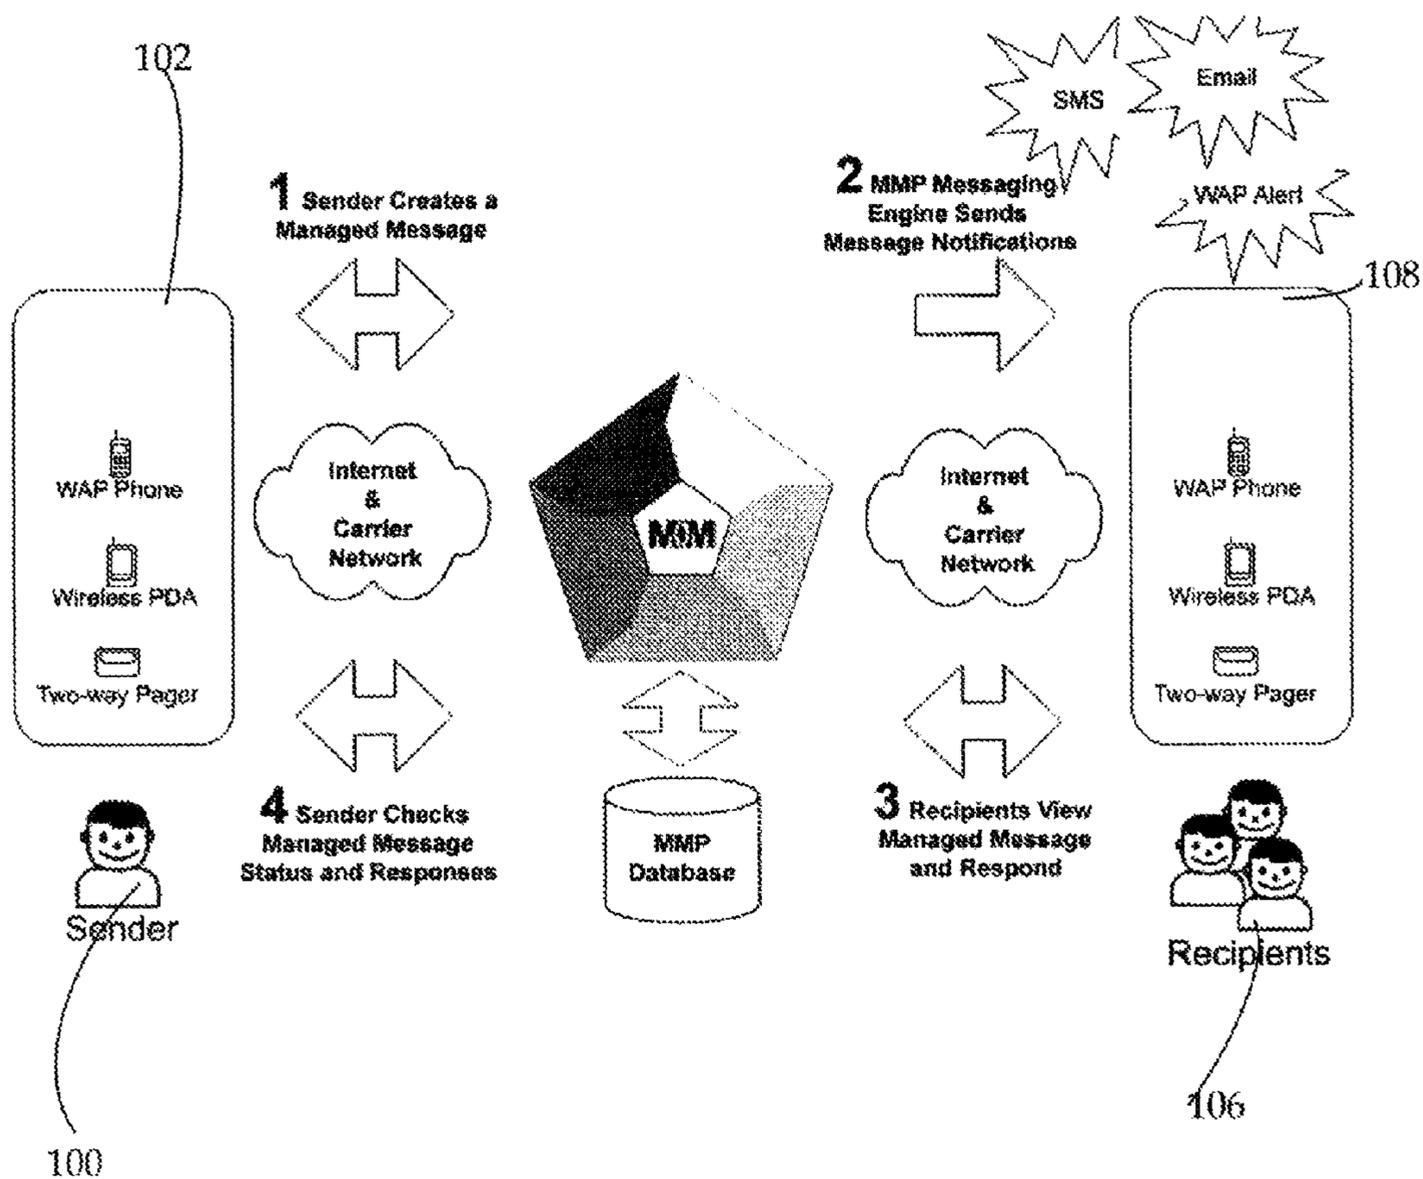 102
SMS
Email
1 Sender Creates a
Managed Message
2 MMP Messaging
Engine Sends
Message Notifications
WAP Alert
108
WAP Phone
Wireless PDA
Two-way Pager
Internet
&
Carrier
Network
Internet
&
Carrier
Network
WAP Phone
Wireless PDA
Two-way Pager
4 Sender Checks
Managed Message
Status and Responses
MMP
Database
3 Recipients View
Managed Message
and Respond
Sender
Recipients
100
106